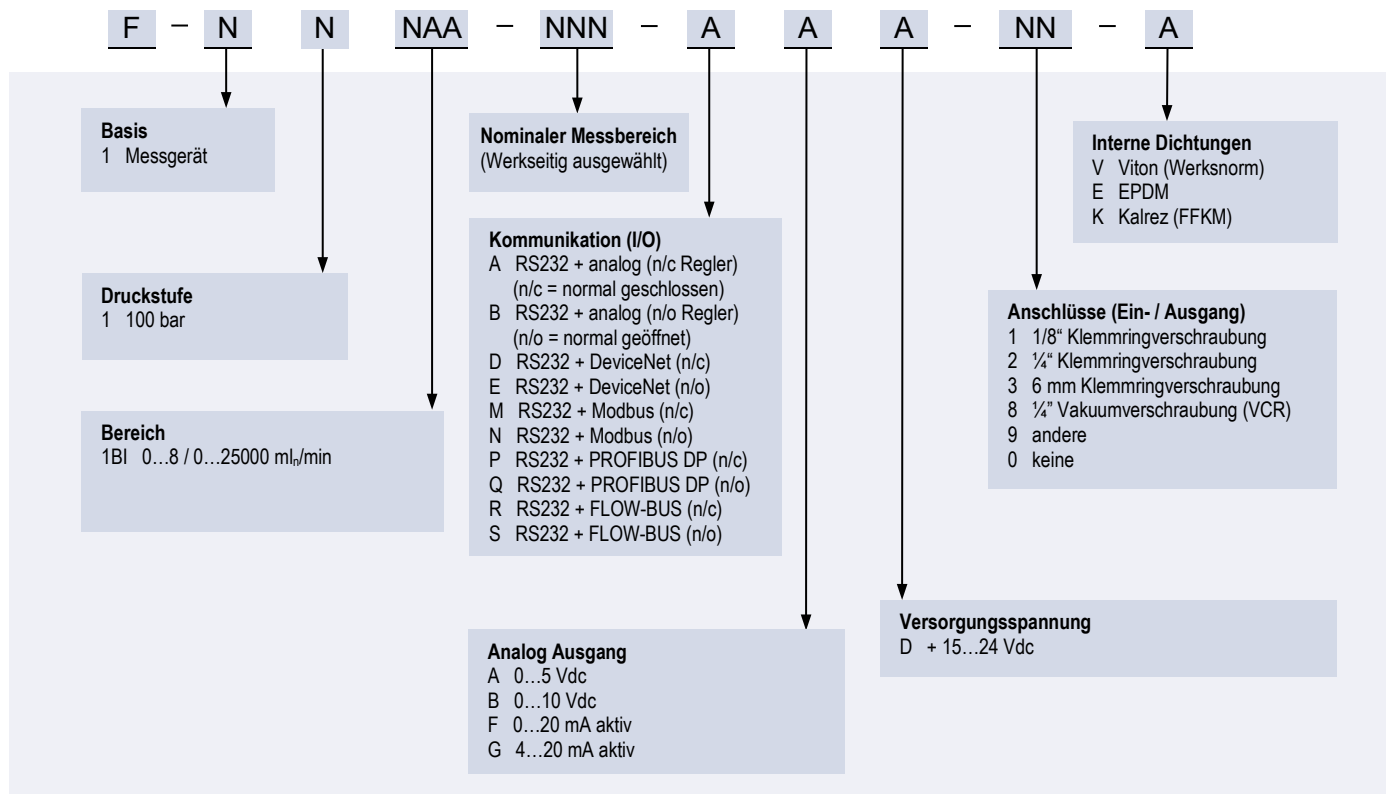 F – N N NAA – NNN – A A A – NN – A
Basis
1 Messgerät
Druckstufe
1 100 bar
Bereich
1BI 0…8 / 0…25000 mlₙ/min
Nominaler Messbereich
(Werkseitig ausgewählt)
Kommunikation (I/O)
A RS232 + analog (n/c Regler)
(n/c = normal geschlossen)
B RS232 + analog (n/o Regler)
(n/o = normal geöffnet)
D RS232 + DeviceNet (n/c)
E RS232 + DeviceNet (n/o)
M RS232 + Modbus (n/c)
N RS232 + Modbus (n/o)
P RS232 + PROFIBUS DP (n/c)
Q RS232 + PROFIBUS DP (n/o)
R RS232 + FLOW-BUS (n/c)
S RS232 + FLOW-BUS (n/o)
Analog Ausgang
A 0…5 Vdc
B 0…10 Vdc
F 0…20 mA aktiv
G 4…20 mA aktiv
Versorgungsspannung
D + 15…24 Vdc
Anschlüsse (Ein- / Ausgang)
1 1/8“ Klemmringverschraubung
2 ¼“ Klemmringverschraubung
3 6 mm Klemmringverschraubung
8 ¼” Vakuumverschraubung (VCR)
9 andere
0 keine
Interne Dichtungen
V Viton (Werksnorm)
E EPDM
K Kalrez (FFKM)